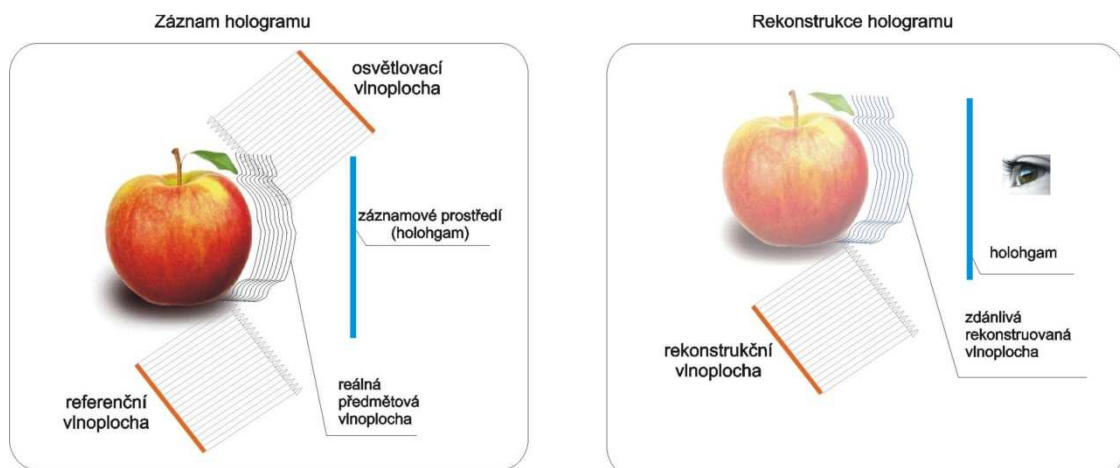 Záznam hologramu
osvětlovací
vlnoplocha
záznamové prostředí
(holohgam)
referenční
vlnoplocha
reálná
předmětová
vlnoplocha
Rekonstrukce hologramu
holohgam
rekonstrukční
vlnoplocha
zdánlivá
rekonstruovaná
vlnoplocha